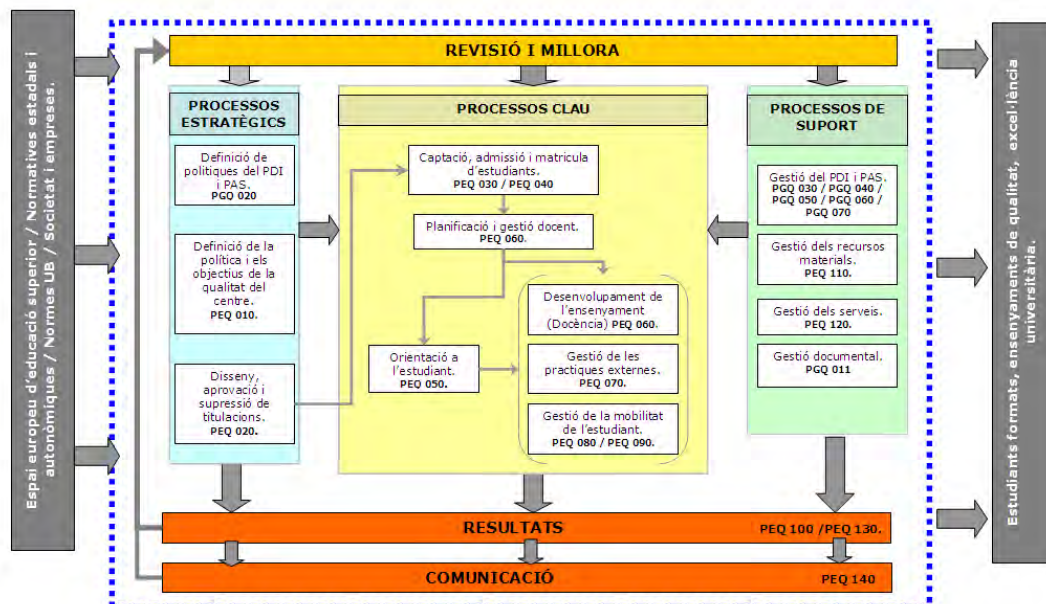 Espai europeu d'educació superior / Normatives estadals i
autonòmiques / Normes UB / Societat i empreses.
REVISIÓ I MILLORA
PROCESSOS
ESTRATÈGICS
Definició de
politiques del PDI
i PAS.
PGQ 020
Definició de la
política i els
objectius de la
qualitat del
centre.
PEQ 010.
Disseny,
aprovació i
supressió de
titulacions.
PEQ 020.
PROCESSOS CLAU
Captació, admissió i matricula
d'estudiants.
PEQ 030 / PEQ 040
Planificació i gestió docent.
PEQ 060.
Orientació a
l'estudiant.
PEQ 050.
Desenvolupament de
l'ensenyament
(Docència) PEQ 060.
Gestió de les
practiques externes.
PEQ 070.
Gestió de la mobilitat
de l'estudiant.
PEQ 080 / PEQ 090.
PROCESSOS DE
SUPORT
Gestió del PDI i PAS.
PGQ 030 / PGQ 040 /
PGQ 050 / PGQ 060 /
PGQ 070
Gestió dels recursos
materials.
PEQ 110.
Gestió dels serveis.
PEQ 120.
Gestió documental.
PGQ 011
RESULTATS
PEQ 100 /PEQ 130.
COMUNICACIÓ
PEQ 140
Estudiants formats, ensenyaments de qualitat, excel·lència
universitària.